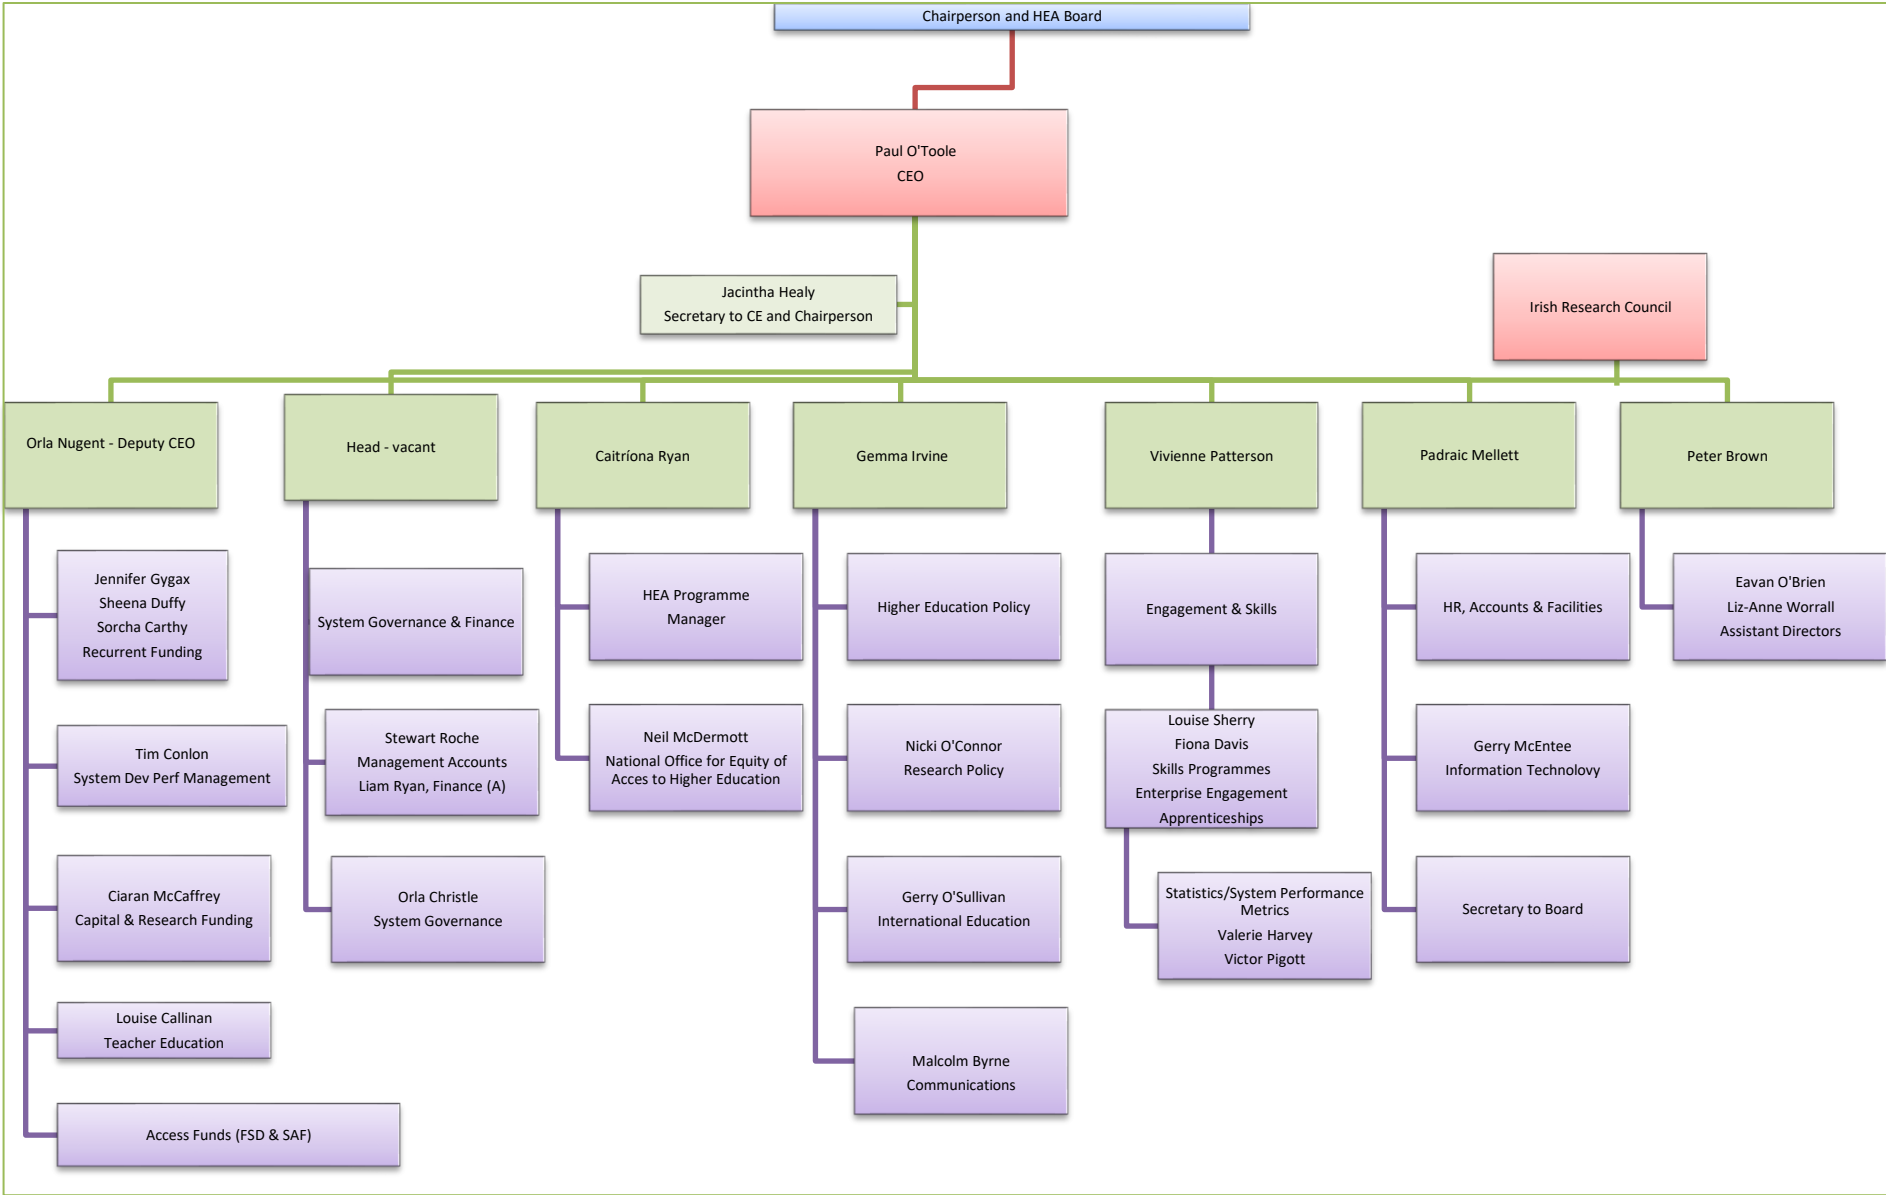 Chairperson and HEA Board
Paul O'Toole
CEO
Jacintha Healy
Secretary to CE and Chairperson
Irish Research Council
Orla Nugent - Deputy CEO
Head - vacant
Caitríona Ryan
Gemma Irvine
Vivienne Patterson
Padraic Mellett
Peter Brown
Jennifer Gygax
Sheena Duffy
Sorcha Carthy
Recurrent Funding
Tim Conlon
System Dev Perf Management
Ciaran McCaffrey
Capital & Research Funding
Louise Callinan
Teacher Education
Access Funds (FSD & SAF)
System Governance & Finance
Stewart Roche
Management Accounts
Liam Ryan, Finance (A)
Orla Christle
System Governance
HEA Programme
Manager
Neil McDermott
National Office for Equity of
Acces to Higher Education
Higher Education Policy
Nicki O'Connor
Research Policy
Gerry O'Sullivan
International Education
Malcolm Byrne
Communications
Engagement & Skills
Louise Sherry
Fiona Davis
Skills Programmes
Enterprise Engagement
Apprenticeships
Statistics/System Performance
Metrics
Valerie Harvey
Victor Pigott
HR, Accounts & Facilities
Gerry McEntee
Information Technolovy
Secretary to Board
Eavan O'Brien
Liz-Anne Worrall
Assistant Directors